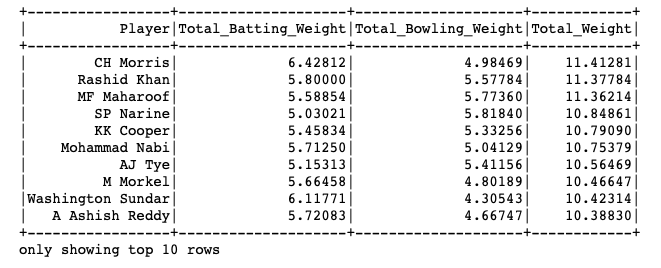 +------------------+--------------------+--------------------+------------+
|            Player|Total_Batting_Weight|Total_Bowling_Weight|Total_Weight|
+------------------+--------------------+--------------------+------------+
|         CH Morris|             6.42812|             4.98469|    11.41281|
|       Rashid Khan|             5.80000|             5.57784|    11.37784|
|       MF Maharoof|             5.58854|             5.77360|    11.36214|
|         SP Narine|             5.03021|             5.81840|    10.84861|
|         KK Cooper|             5.45834|             5.33256|    10.79090|
|     Mohammad Nabi|             5.71250|             5.04129|    10.75379|
|            AJ Tye|             5.15313|             5.41156|    10.56469|
|          M Morkel|             5.66458|             4.80189|    10.46647|
| Washington Sundar|             6.11771|             4.30543|    10.42314|
|    A Ashish Reddy|             5.72083|             4.66747|    10.38830|
+------------------+--------------------+--------------------+------------+
only showing top 10 rows